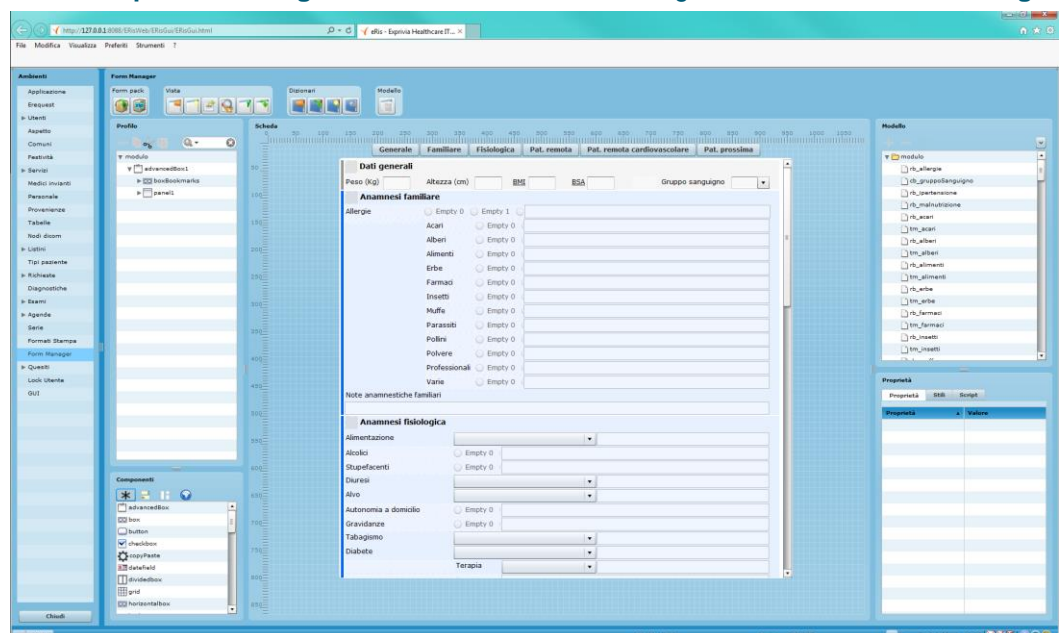 http://127.0.0.1:8088/ERisWeb/ERisGui/ERisGui.html
eRis - Exprivia Healthcare IT...
File Modifica Visualizza Preferiti Strumenti ?
Ambienti
Applicazione
Erequest
Utenti
Aspetto
Comuni
Festività
Servizi
Medici invianti
Personale
Provenienze
Tabelle
Nodi dicom
Listini
Tipi paziente
Richieste
Diagnostiche
Esami
Agende
Serie
Formati Stampe
Form Manager
Quesiti
Lock Utente
GUI
Chiudi
Form Manager
Form pack
Vista
Dizionari
Modello
Profilo
modulo
advancedBox1
boxBookmarks
panel1
Componenti
advancedBox
box
button
checkbox
copyPaste
datefield
dividedbox
grid
horizontalbox
Scheda
Generale Familiare Fisiologica Pat. remota Pat. remota cardiovascolare Pat. prossima
Dati generali
Peso (Kg) Altezza (cm) BMI BSA Gruppo sanguigno
Anamnesi familiare
Allergie Empty 0 Empty 1
Acari Empty 0
Alberi Empty 0
Alimenti Empty 0
Erbe Empty 0
Farmaci Empty 0
Insetti Empty 0
Muffe Empty 0
Parassiti Empty 0
Pollini Empty 0
Polvere Empty 0
Professionali Empty 0
Varie Empty 0
Note anamnestiche familiari
Anamnesi fisiologica
Alimentazione
Alcolici Empty 0
Stupefacenti Empty 0
Diuresi
Alvo
Autonomia a domicilio Empty 0
Gravidanze Empty 0
Tabagismo
Diabete
Terapia
Modello
modulo
rb_allergie
cb_gruppoSanguigno
rb_ipertensione
rb_malnutrizione
rb_acari
tm_acari
rb_alberi
tm_alberi
rb_alimenti
tm_alimenti
rb_erbe
tm_erbe
rb_farmaci
tm_farmaci
rb_insetti
tm_insetti
Proprietà
Proprietà Stili Script
Proprietà Valore